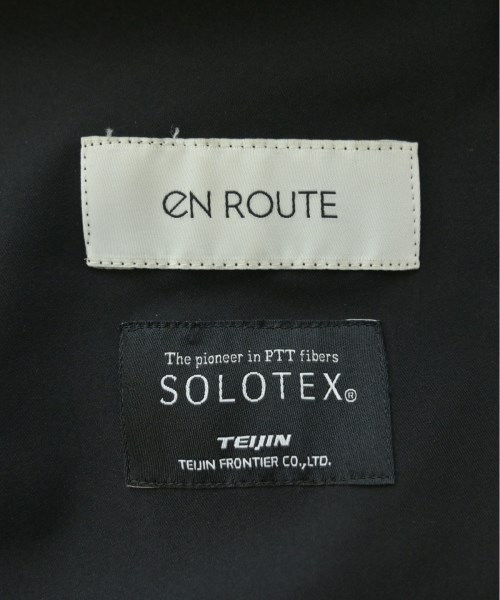 en ROUTE
The pioneer in PTT fibers
SOLOTEX®
TEIJIN
TEIJIN FRONTIER CO.,LTD.